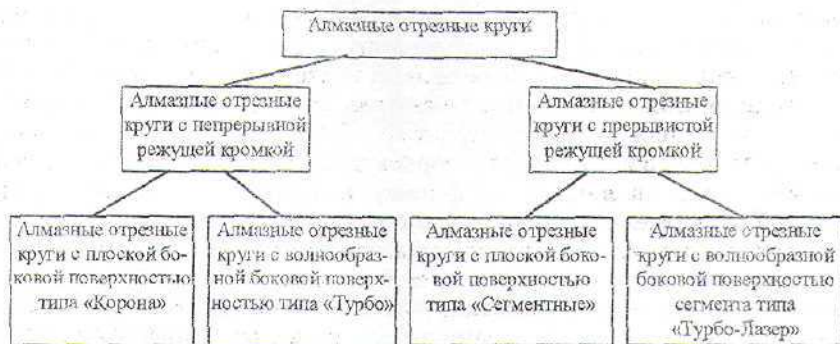 Алмазные отрезные круги
Алмазные отрезные
круги с непрерывной
режущей кромкой
Алмазные отрезные
круги с прерывистой
режущей кромкой
Алмазные отрезные
круги с плоской бо-
ковой поверхностью
типа «Корона»
Алмазные отрезные
круги с волнообраз-
ной боковой поверх-
ностью типа «Турбо»
Алмазные отрезные
круги с плоской боко-
вой поверхностью
типа «Сегментные»
Алмазные отрезные
круги с волнообразной
боковой поверхностью
сегмента типа
«Турбо-Лазер»